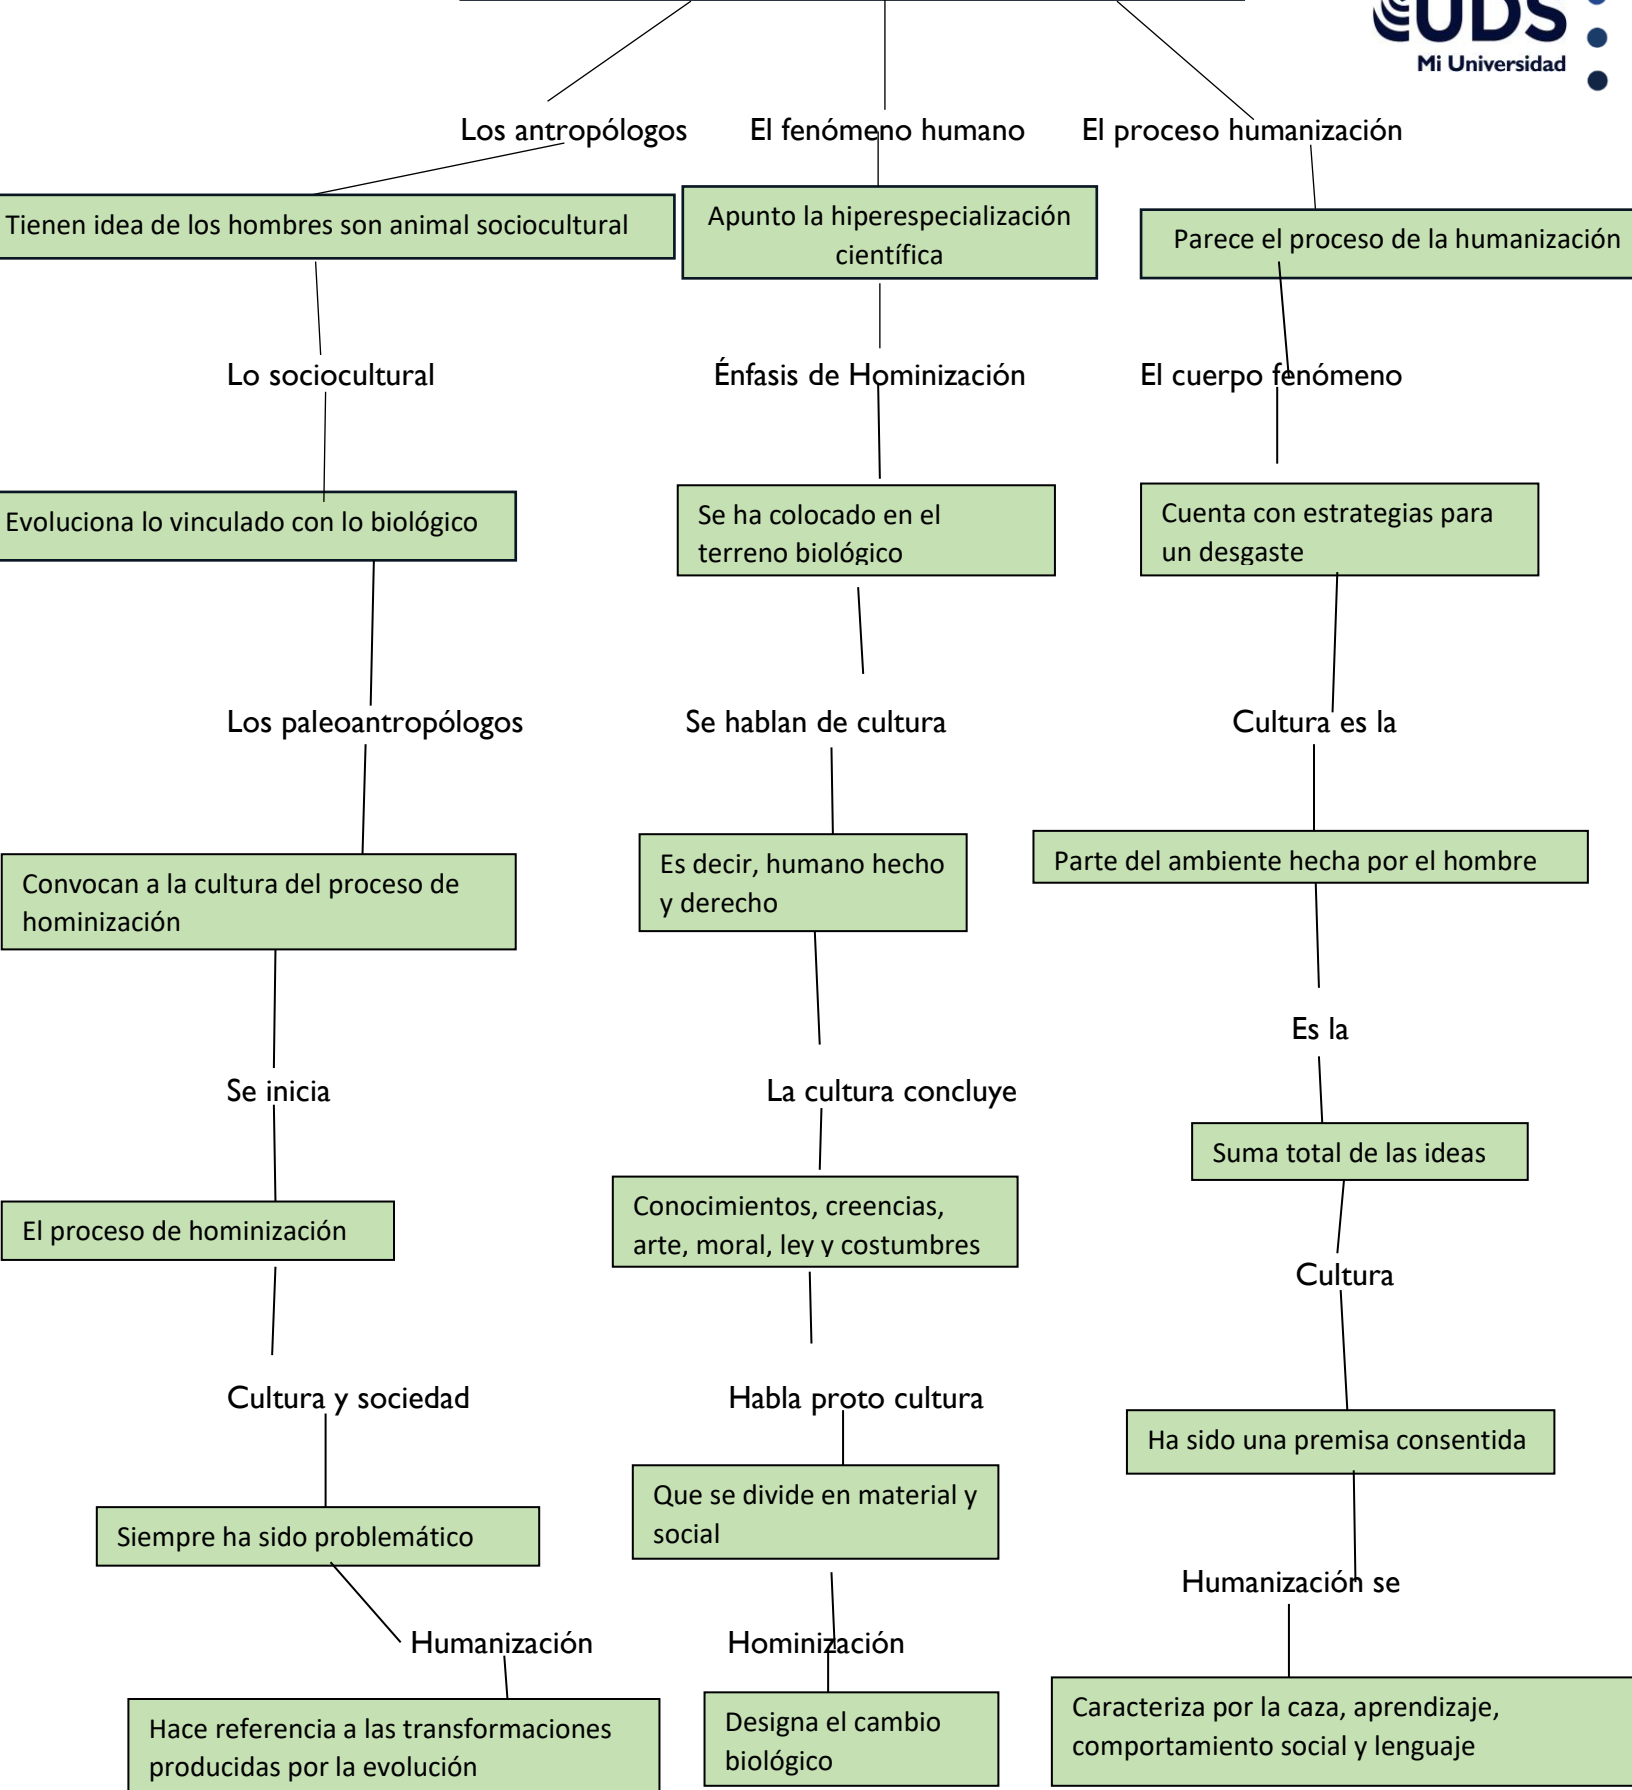 UDS
Mi Universidad
Los antropólogos
El fenómeno humano
El proceso humanización
Tienen idea de los hombres son animal sociocultural
Apunto la hiperespecialización
científica
Parece el proceso de la humanización
Lo sociocultural
Énfasis de Hominización
El cuerpo fenómeno
Evoluciona lo vinculado con lo biológico
Se ha colocado en el
terreno biológico
Cuenta con estrategias para
un desgaste
Los paleoantropólogos
Se hablan de cultura
Cultura es la
Convocan a la cultura del proceso de
hominización
Es decir, humano hecho
y derecho
Parte del ambiente hecha por el hombre
Es la
Se inicia
La cultura concluye
Suma total de las ideas
El proceso de hominización
Conocimientos, creencias,
arte, moral, ley y costumbres
Cultura
Cultura y sociedad
Habla proto cultura
Ha sido una premisa consentida
Siempre ha sido problemático
Que se divide en material y
social
Humanización se
Humanización
Hominización
Hace referencia a las transformaciones
producidas por la evolución
Designa el cambio
biológico
Caracteriza por la caza, aprendizaje,
comportamiento social y lenguaje